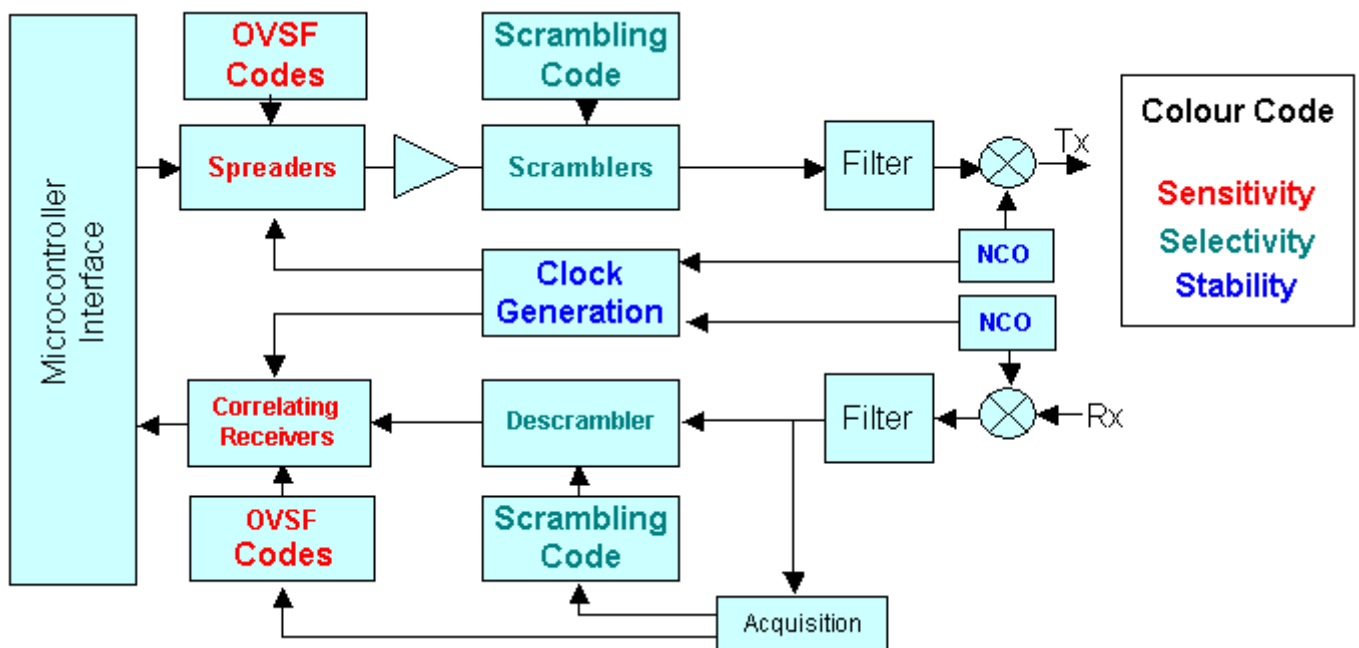 OVSF
Codes
Scrambling
Code
Microcontroller
Interface
Spreaders
Scramblers
Filter
Tx
Colour Code
Sensitivity
Selectivity
Stability
Clock
Generation
NCO
NCO
Correlating
Receivers
Descrambler
Filter
Rx
OVSF
Codes
Scrambling
Code
Acquisition